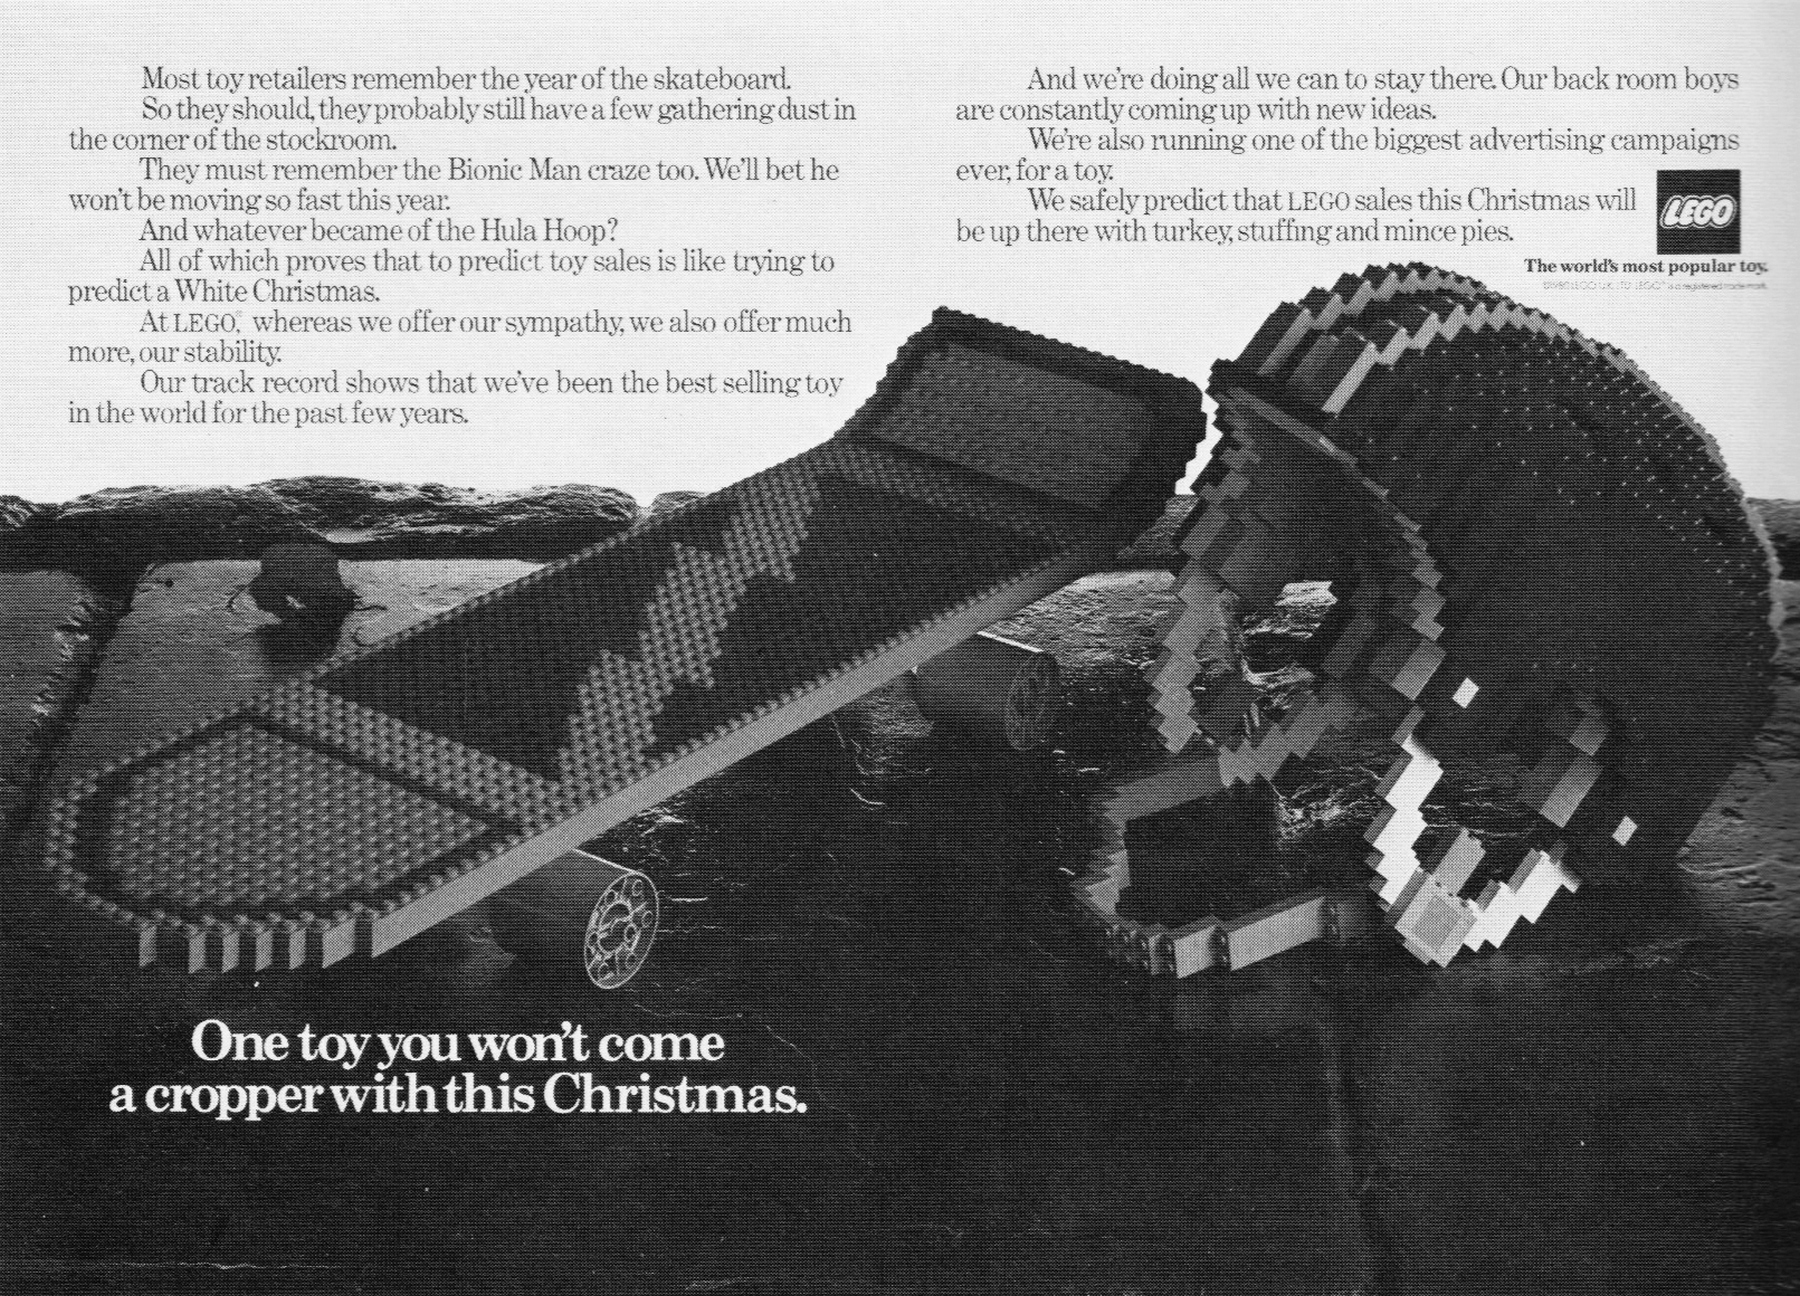 Most toy retailers remember the year of the skateboard.
So they should, they probably still have a few gathering dust in
the corner of the stockroom.
They must remember the Bionic Man craze too. We'll bet he
won't be moving so fast this year.
And whatever became of the Hula Hoop?
All of which proves that to predict toy sales is like trying to
predict a White Christmas.
At LEGO®, whereas we offer our sympathy, we also offer much
more, our stability.
Our track record shows that we've been the best selling toy
in the world for the past few years.
And we're doing all we can to stay there. Our back room boys
are constantly coming up with new ideas.
We're also running one of the biggest advertising campaigns
ever, for a toy.
We safely predict that LEGO sales this Christmas will
be up there with turkey, stuffing and mince pies.
LEGO
The world's most popular toy.
LEGO U.K. LTD. LEGO® is a registered trade mark.
One toy you won't come
a cropper with this Christmas.